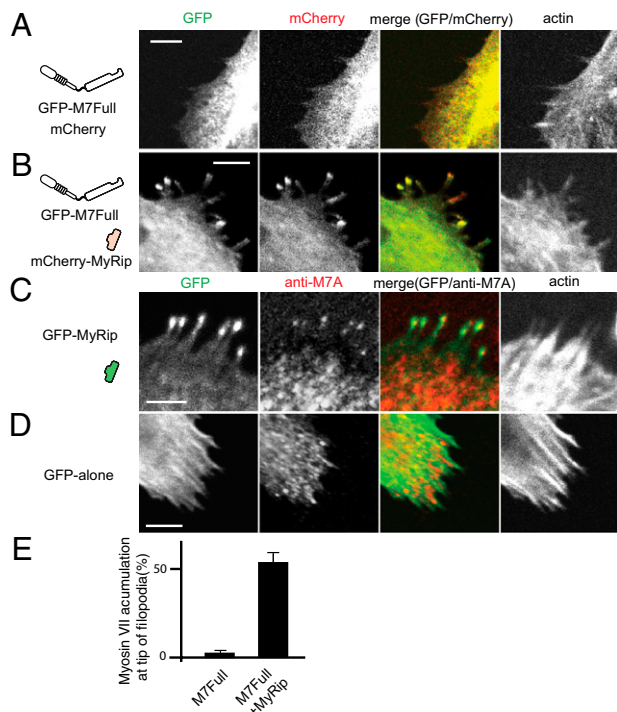 A
GFP
mCherry
merge (GFP/mCherry)
actin
GFP-M7Full
mCherry
B
GFP-M7Full
mCherry-MyRip
C
GFP
anti-M7A
merge(GFP/anti-M7A)
actin
GFP-MyRip
D
GFP-alone
E
Myosin VII acumulation
at tip of filopodia(%)
50
0
M7Full
M7Full
+MyRip